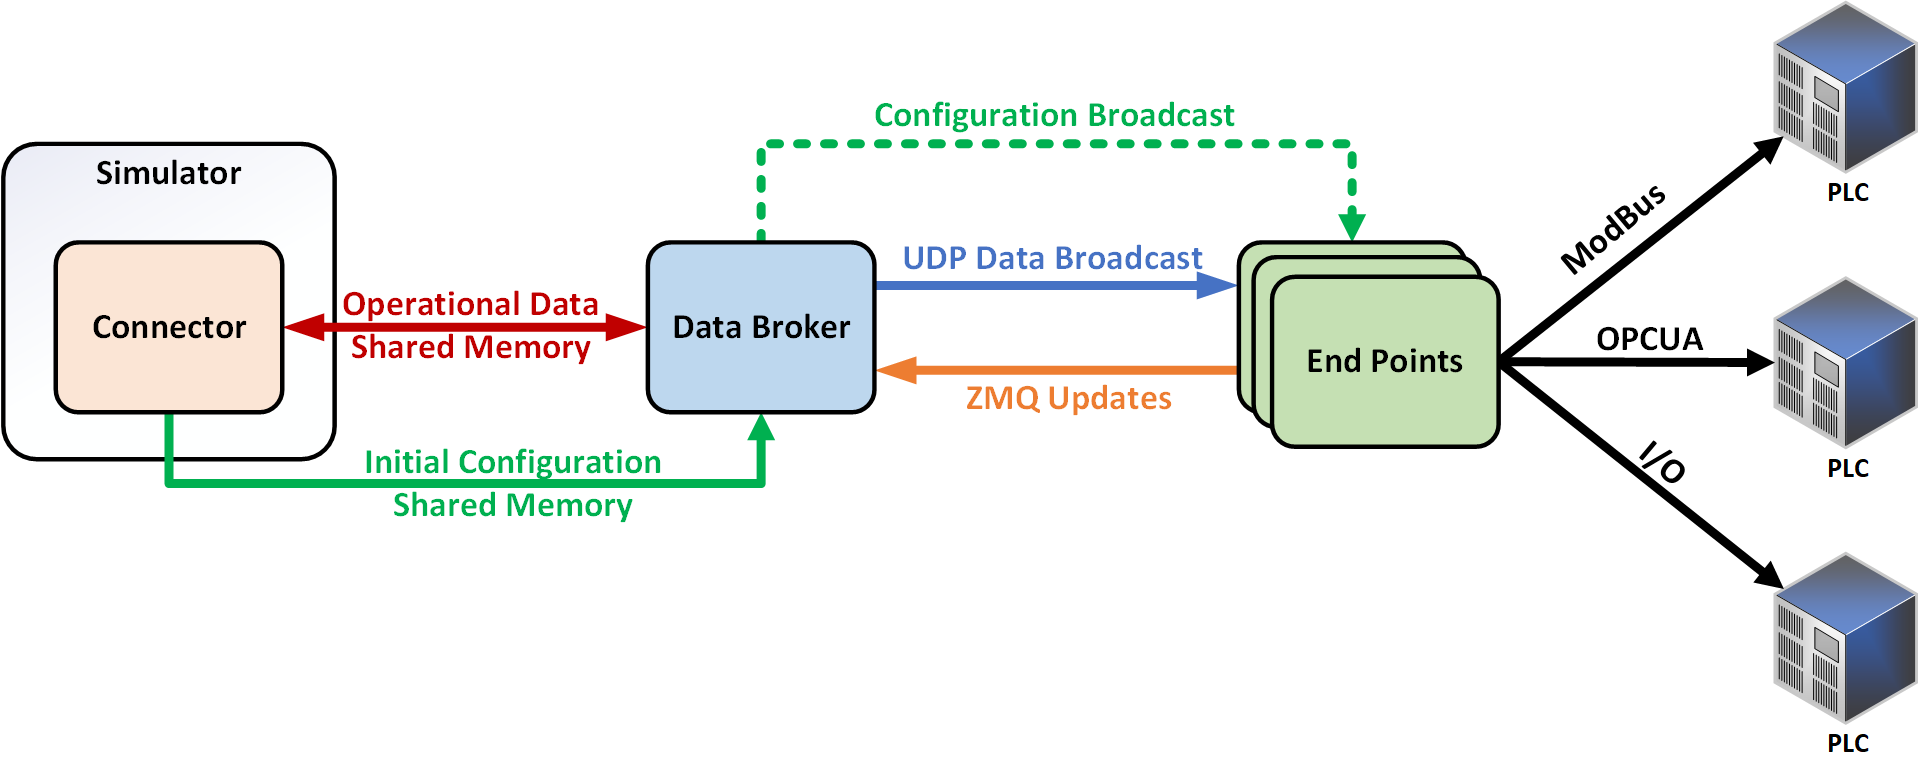 Configuration Broadcast
Simulator
PLC
ModBus
UDP Data Broadcast
Operational Data
Connector
Data Broker
Shared Memory
OPCUA
End Points
ZMQ Updates
Initial Configuration
I/O
PLC
Shared Memory
PLC